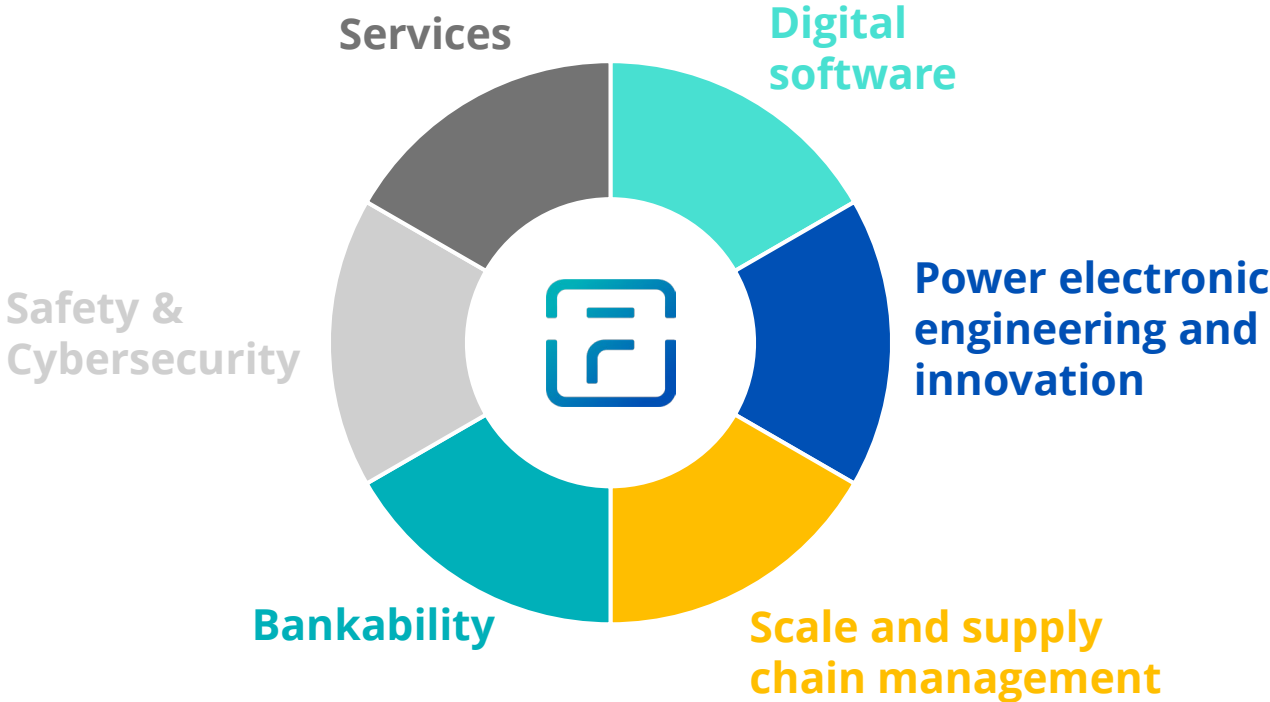 Services
Digital
software
Power electronic
engineering and
innovation
Safety &
Cybersecurity
Bankability
Scale and supply
chain management